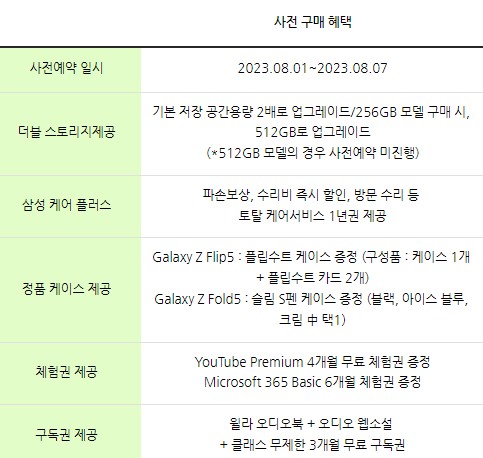 사전 구매 혜택
사전예약 일시
2023.08.01~2023.08.07
더블 스토리지제공
기본 저장 공간용량 2배로 업그레이드/256GB 모델 구매 시,
512GB로 업그레이드
(*512GB 모델의 경우 사전예약 미진행)
삼성 케어 플러스
파손보상, 수리비 즉시 할인, 방문 수리 등
토탈 케어서비스 1년권 제공
정품 케이스 제공
Galaxy Z Flip5 : 플립수트 케이스 증정 (구성품 : 케이스 1개
+ 플립수트 카드 2개)
Galaxy Z Fold5 : 슬림 S펜 케이스 증정 (블랙, 아이스 블루,
크림 中 택1)
체험권 제공
YouTube Premium 4개월 무료 체험권 증정
Microsoft 365 Basic 6개월 체험권 증정
구독권 제공
윌라 오디오북 + 오디오 웹소설
+ 클래스 무제한 3개월 무료 구독권